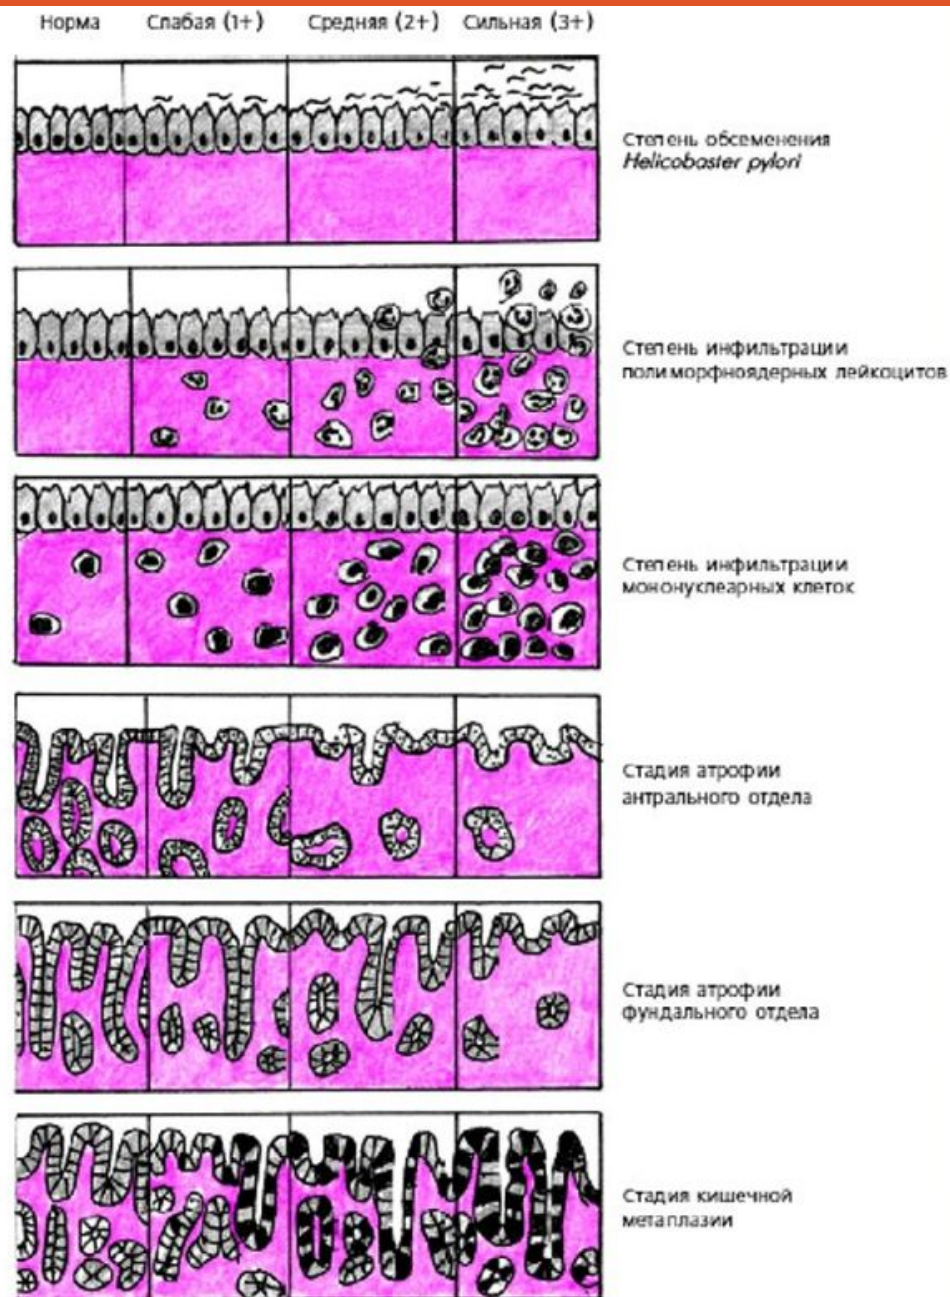 Норма Слабая (1+) Средняя (2+) Сильная (3+)
Степень обсеменения
Helicobaster pylori
Степень инфильтрации
полиморфноядерных лейкоцитов
Степень инфильтрации
мононуклеарных клеток
Стадия атрофии
антрального отдела
Стадия атрофии
фундального отдела
Стадия кишечной
метаплазии